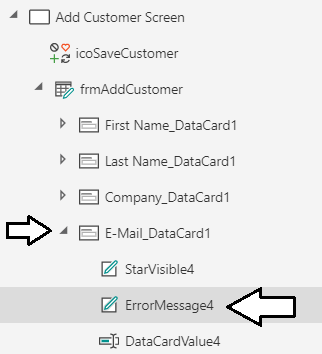 Add Customer Screen
icoSaveCustomer
frmAddCustomer
First Name_DataCard1
Last Name_DataCard1
Company_DataCard1
E-Mail_DataCard1
StarVisible4
ErrorMessage4
DataCardValue4